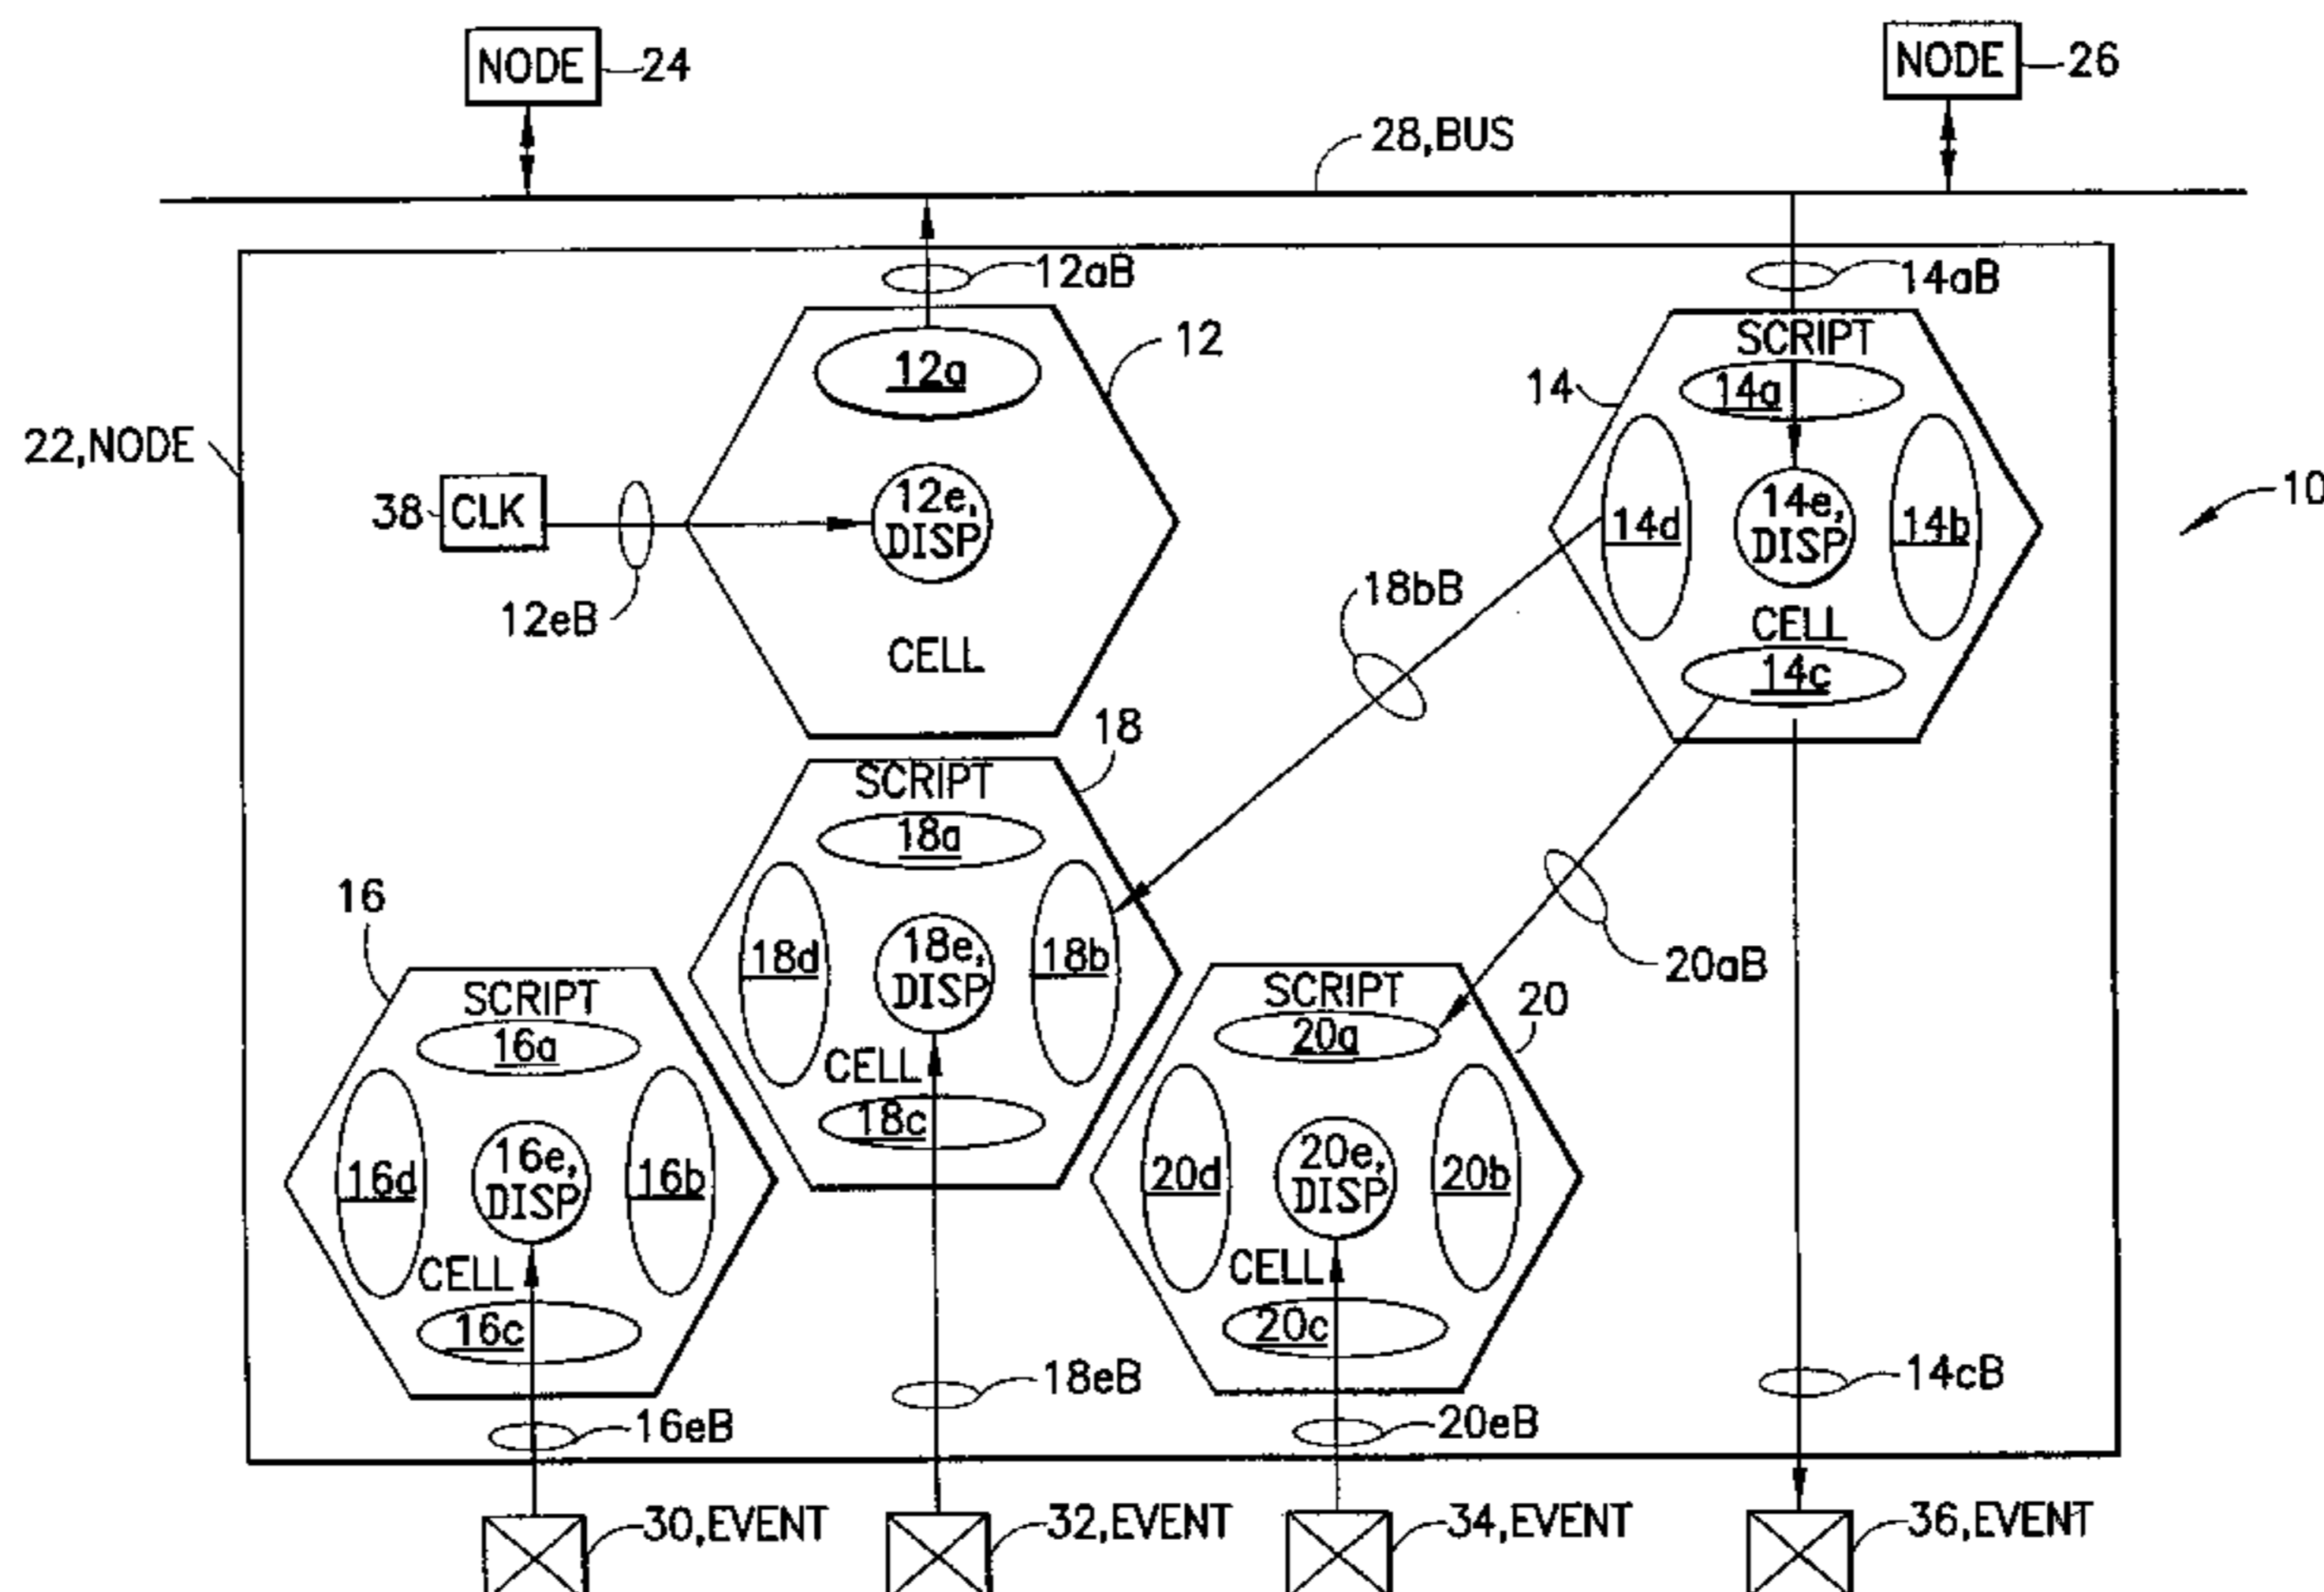 NODE 24
NODE 26
28,BUS
12aB
14aB
12a
12
SCRIPT
14a
14
22,NODE
38 CLK
12e,
DISP
14d
14e,
DISP
14b
10
12eB
18bB
CELL
CELL
14c
18
SCRIPT
18a
16
18d
18e,
DISP
18b
20aB
SCRIPT
16a
SCRIPT
20a
20
CELL
18c
16d
16e,
DISP
16b
20d
20e,
DISP
20b
CELL
16c
CELL
20c
18eB
14cB
16eB
20eB
30,EVENT
32,EVENT
34,EVENT
36,EVENT